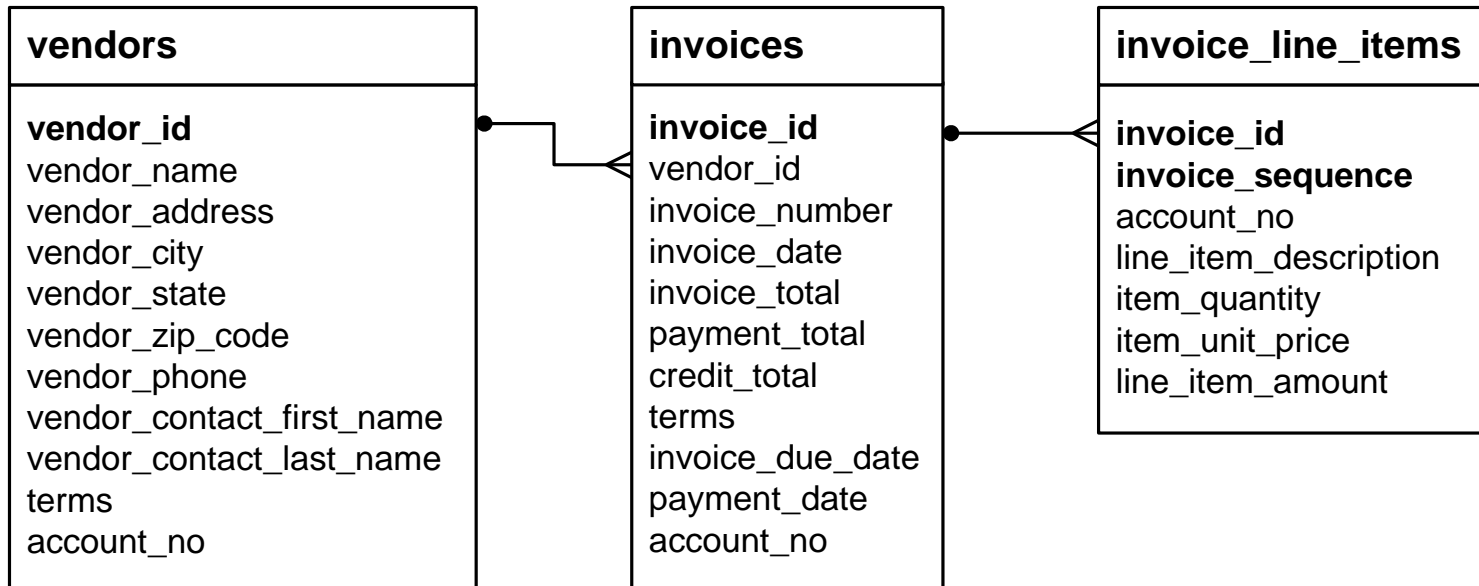 vendors
vendor_id
vendor_name
vendor_address
vendor_city
vendor_state
vendor_zip_code
vendor_phone
vendor_contact_first_name
vendor_contact_last_name
terms
account_no
invoices
invoice_id
vendor_id
invoice_number
invoice_date
invoice_total
payment_total
credit_total
terms
invoice_due_date
payment_date
account_no
invoice_line_items
invoice_id
invoice_sequence
account_no
line_item_description
item_quantity
item_unit_price
line_item_amount